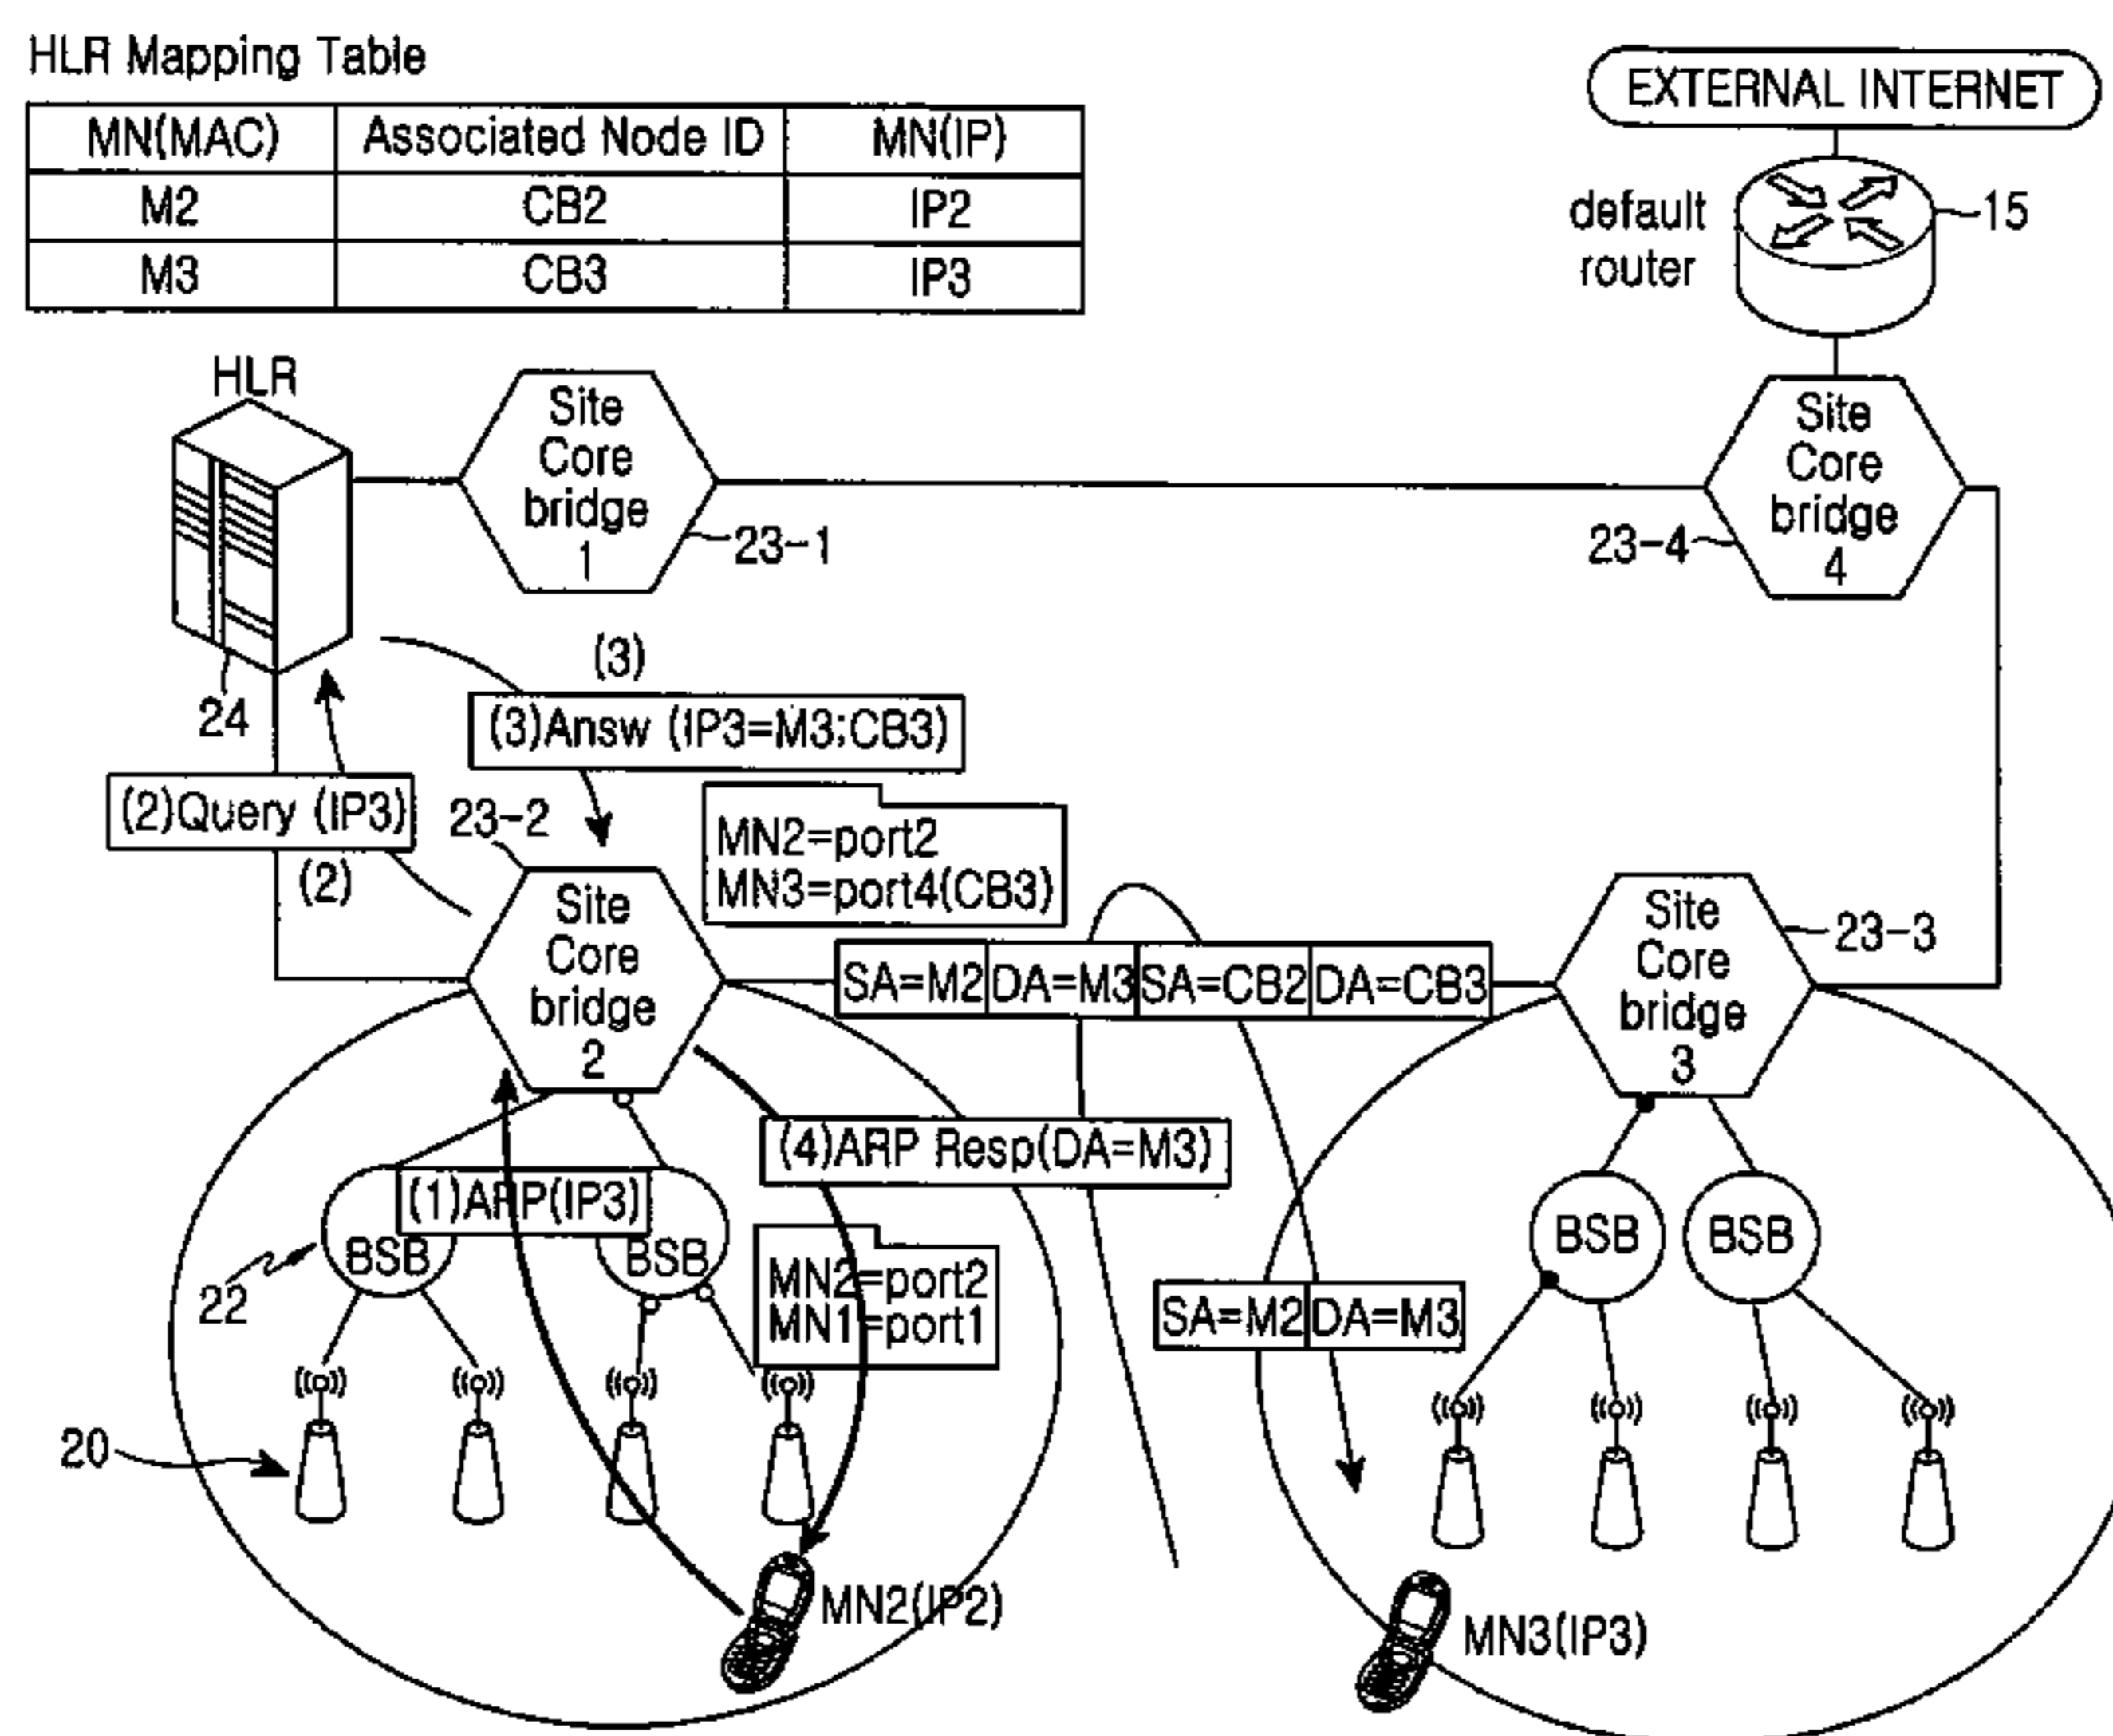 HLR Mapping Table
MN(MAC) Associated Node ID MN(IP)
M2 CB2 IP2
M3 CB3 IP3
EXTERNAL INTERNET
default
router
15
HLR
24
Site
Core
bridge
1
23-1
Site
Core
bridge
4
23-4
(3)
(3)Answ (IP3=M3;CB3)
(2)Query (IP3)
(2)
23-2
MN2=port2
MN3=port4(CB3)
Site
Core
bridge
2
SA=M2 DA=M3 SA=CB2 DA=CB3
Site
Core
bridge
3
23-3
(4)ARP Resp(DA=M3)
(1)ARP(IP3)
BSB
BSB
22
MN2=port2
MN1=port1
BSB
BSB
SA=M2 DA=M3
20
MN2(IP2)
MN3(IP3)